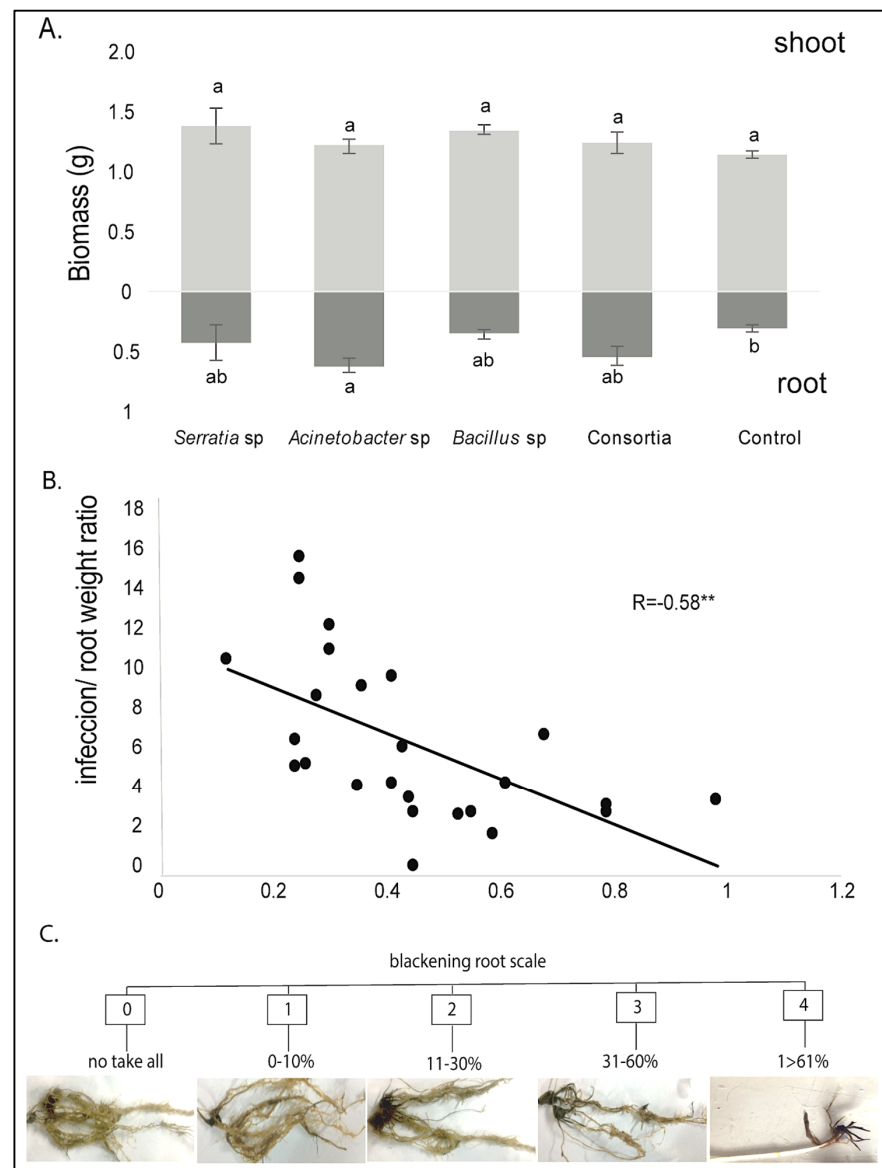 A.
shoot
2.0
1.5
1.0
0.5
0
0.5
1
Biomass (g)
a a a a a
ab a ab ab b
root
Serratia sp Acinetobacter sp Bacillus sp Consortia Control
B.
infeccion/ root weight ratio
18
16
14
12
10
8
6
4
2
0
R=-0.58**
0 0.2 0.4 0.6 0.8 1 1.2
C.
blackening root scale
0 1 2 3 4
no take all 0-10% 11-30% 31-60% 1>61%